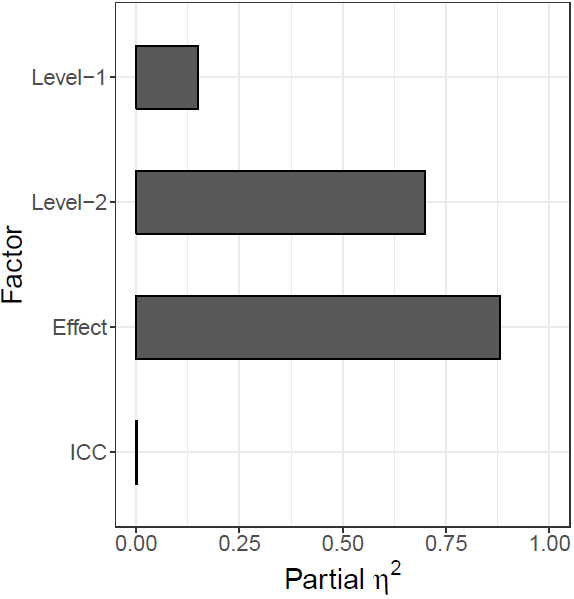 Factor
Level−1
Level−2
Effect
ICC
0.00 0.25 0.50 0.75 1.00
Partial η²